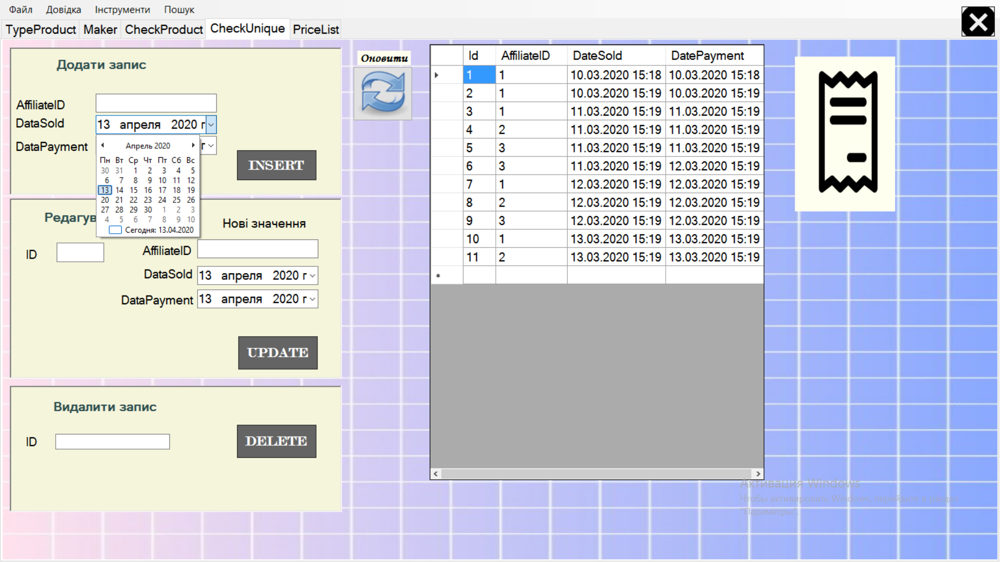 Файл Довідка Інструменти Пошук
TypeProduct Maker CheckProduct CheckUnique PriceList
Додати запис
AffiliateID
DataSold 13 апреля 2020 г
DataPayment г
Апрель 2020
Пн Вт Ср Чт Пт Сб Вс
30 31 1 2 3 4 5
6 7 8 9 10 11 12
13 14 15 16 17 18 19
20 21 22 23 24 25 26
27 28 29 30 1 2 3
4 5 6 7 8 9 10
Сегодня: 13.04.2020
INSERT
Редагув
Нові значення
ID
AffiliateID
DataSold 13 апреля 2020 г
DataPayment 13 апреля 2020 г
UPDATE
Видалити запис
ID
DELETE
Оновити
Id AffiliateID DateSold DatePayment
1 1 10.03.2020 15:18 10.03.2020 15:18
2 1 10.03.2020 15:19 10.03.2020 15:19
3 1 11.03.2020 15:19 11.03.2020 15:19
4 2 11.03.2020 15:19 11.03.2020 15:19
5 3 11.03.2020 15:19 11.03.2020 15:19
6 3 11.03.2020 15:19 12.03.2020 15:19
7 1 12.03.2020 15:19 12.03.2020 15:19
8 2 12.03.2020 15:19 12.03.2020 15:19
9 3 12.03.2020 15:19 12.03.2020 15:19
10 1 13.03.2020 15:19 13.03.2020 15:19
11 2 13.03.2020 15:19 13.03.2020 15:19
Активация Windows
Чтобы активировать Windows, перейдите в раздел
"Параметры".